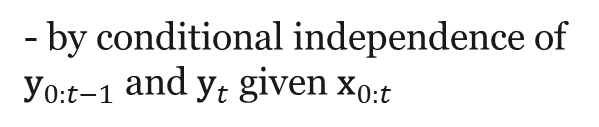 - by conditional independence of
y₀:ₜ₋₁ and yₜ given x₀:ₜ